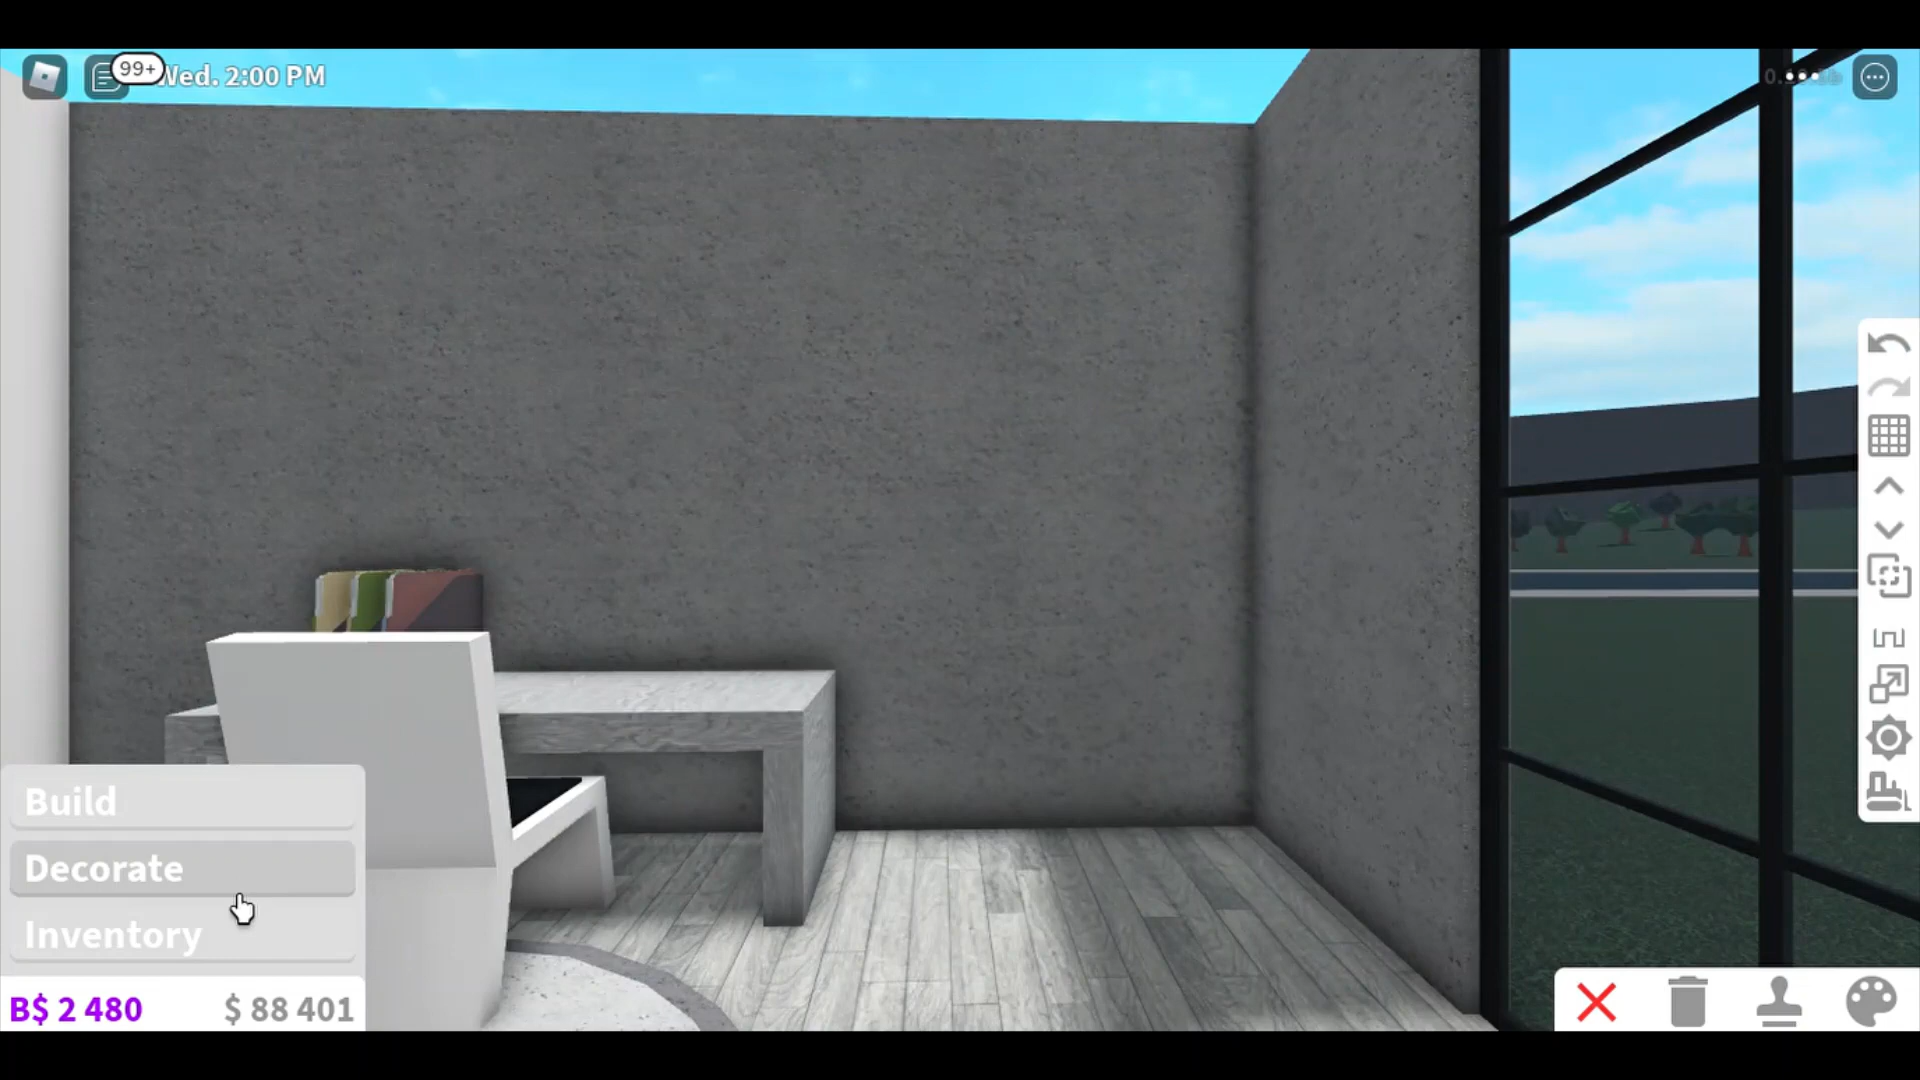 99+
Wed. 2:00 PM
Build
Decorate
Inventory
B$ 2 480
$ 88 401